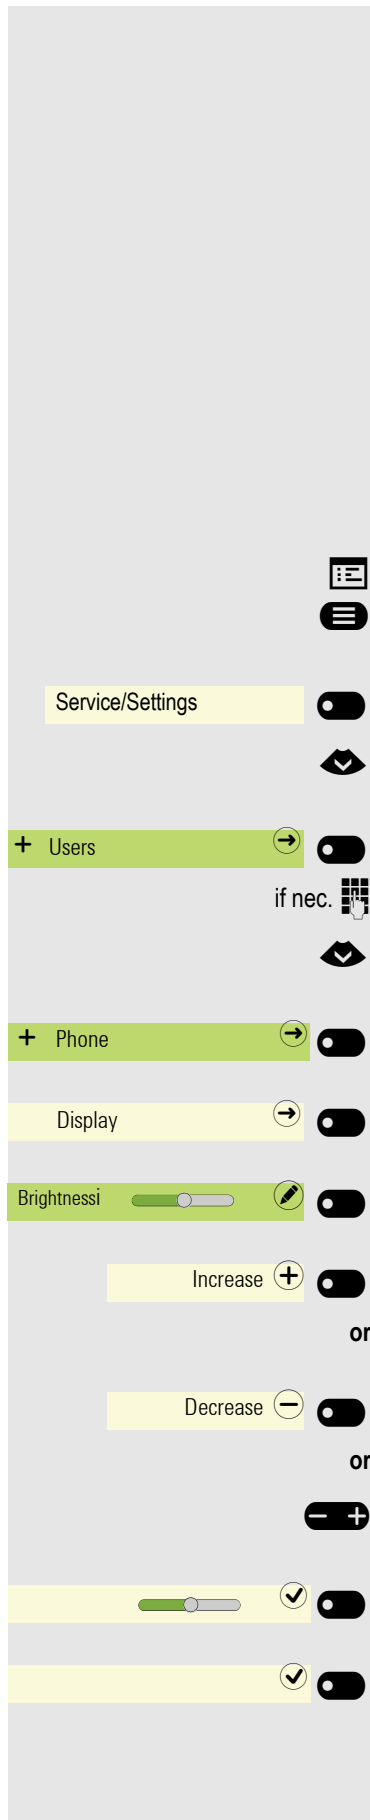 Service/Settings
+ Users
if nec.
+ Phone
Display
Brightnessi
Increase +
or
Decrease −
or
− +